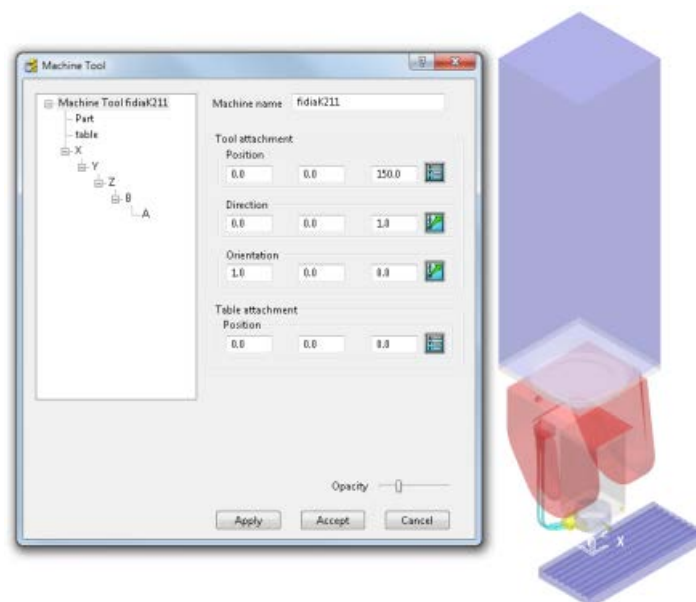 Machine Tool
Machine Tool fidiaK211
Part
table
X
Y
Z
B
A
Machine name fidiaK211
Tool attachment
Position
0.0 0.0 150.0
Direction
0.0 0.0 1.0
Orientation
1.0 0.0 0.0
Table attachment
Position
0.0 0.0 0.0
Opacity
Apply Accept Cancel
X